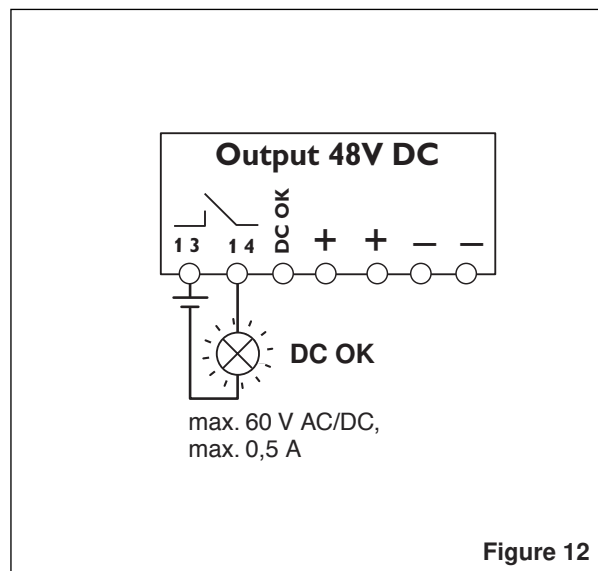 Output 48V DC
13 14 DC OK + + – –
DC OK
max. 60 V AC/DC,
max. 0,5 A
Figure 12